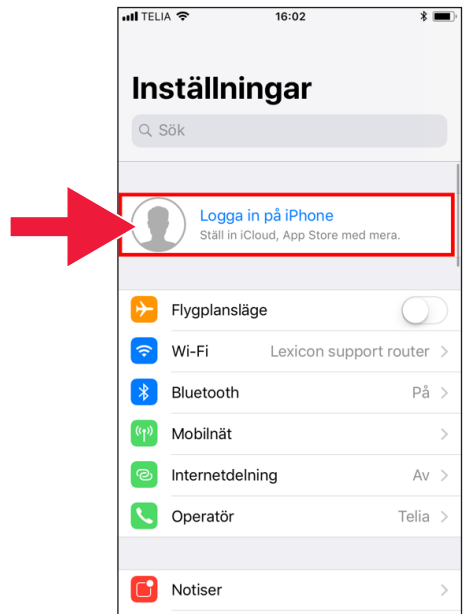 TELIA 16:02
Inställningar
Sök
Logga in på iPhone
Ställ in iCloud, App Store med mera.
Flygplansläge
Wi-Fi Lexicon support router
Bluetooth På
Mobilnät
Internetdelning Av
Operatör Telia
Notiser